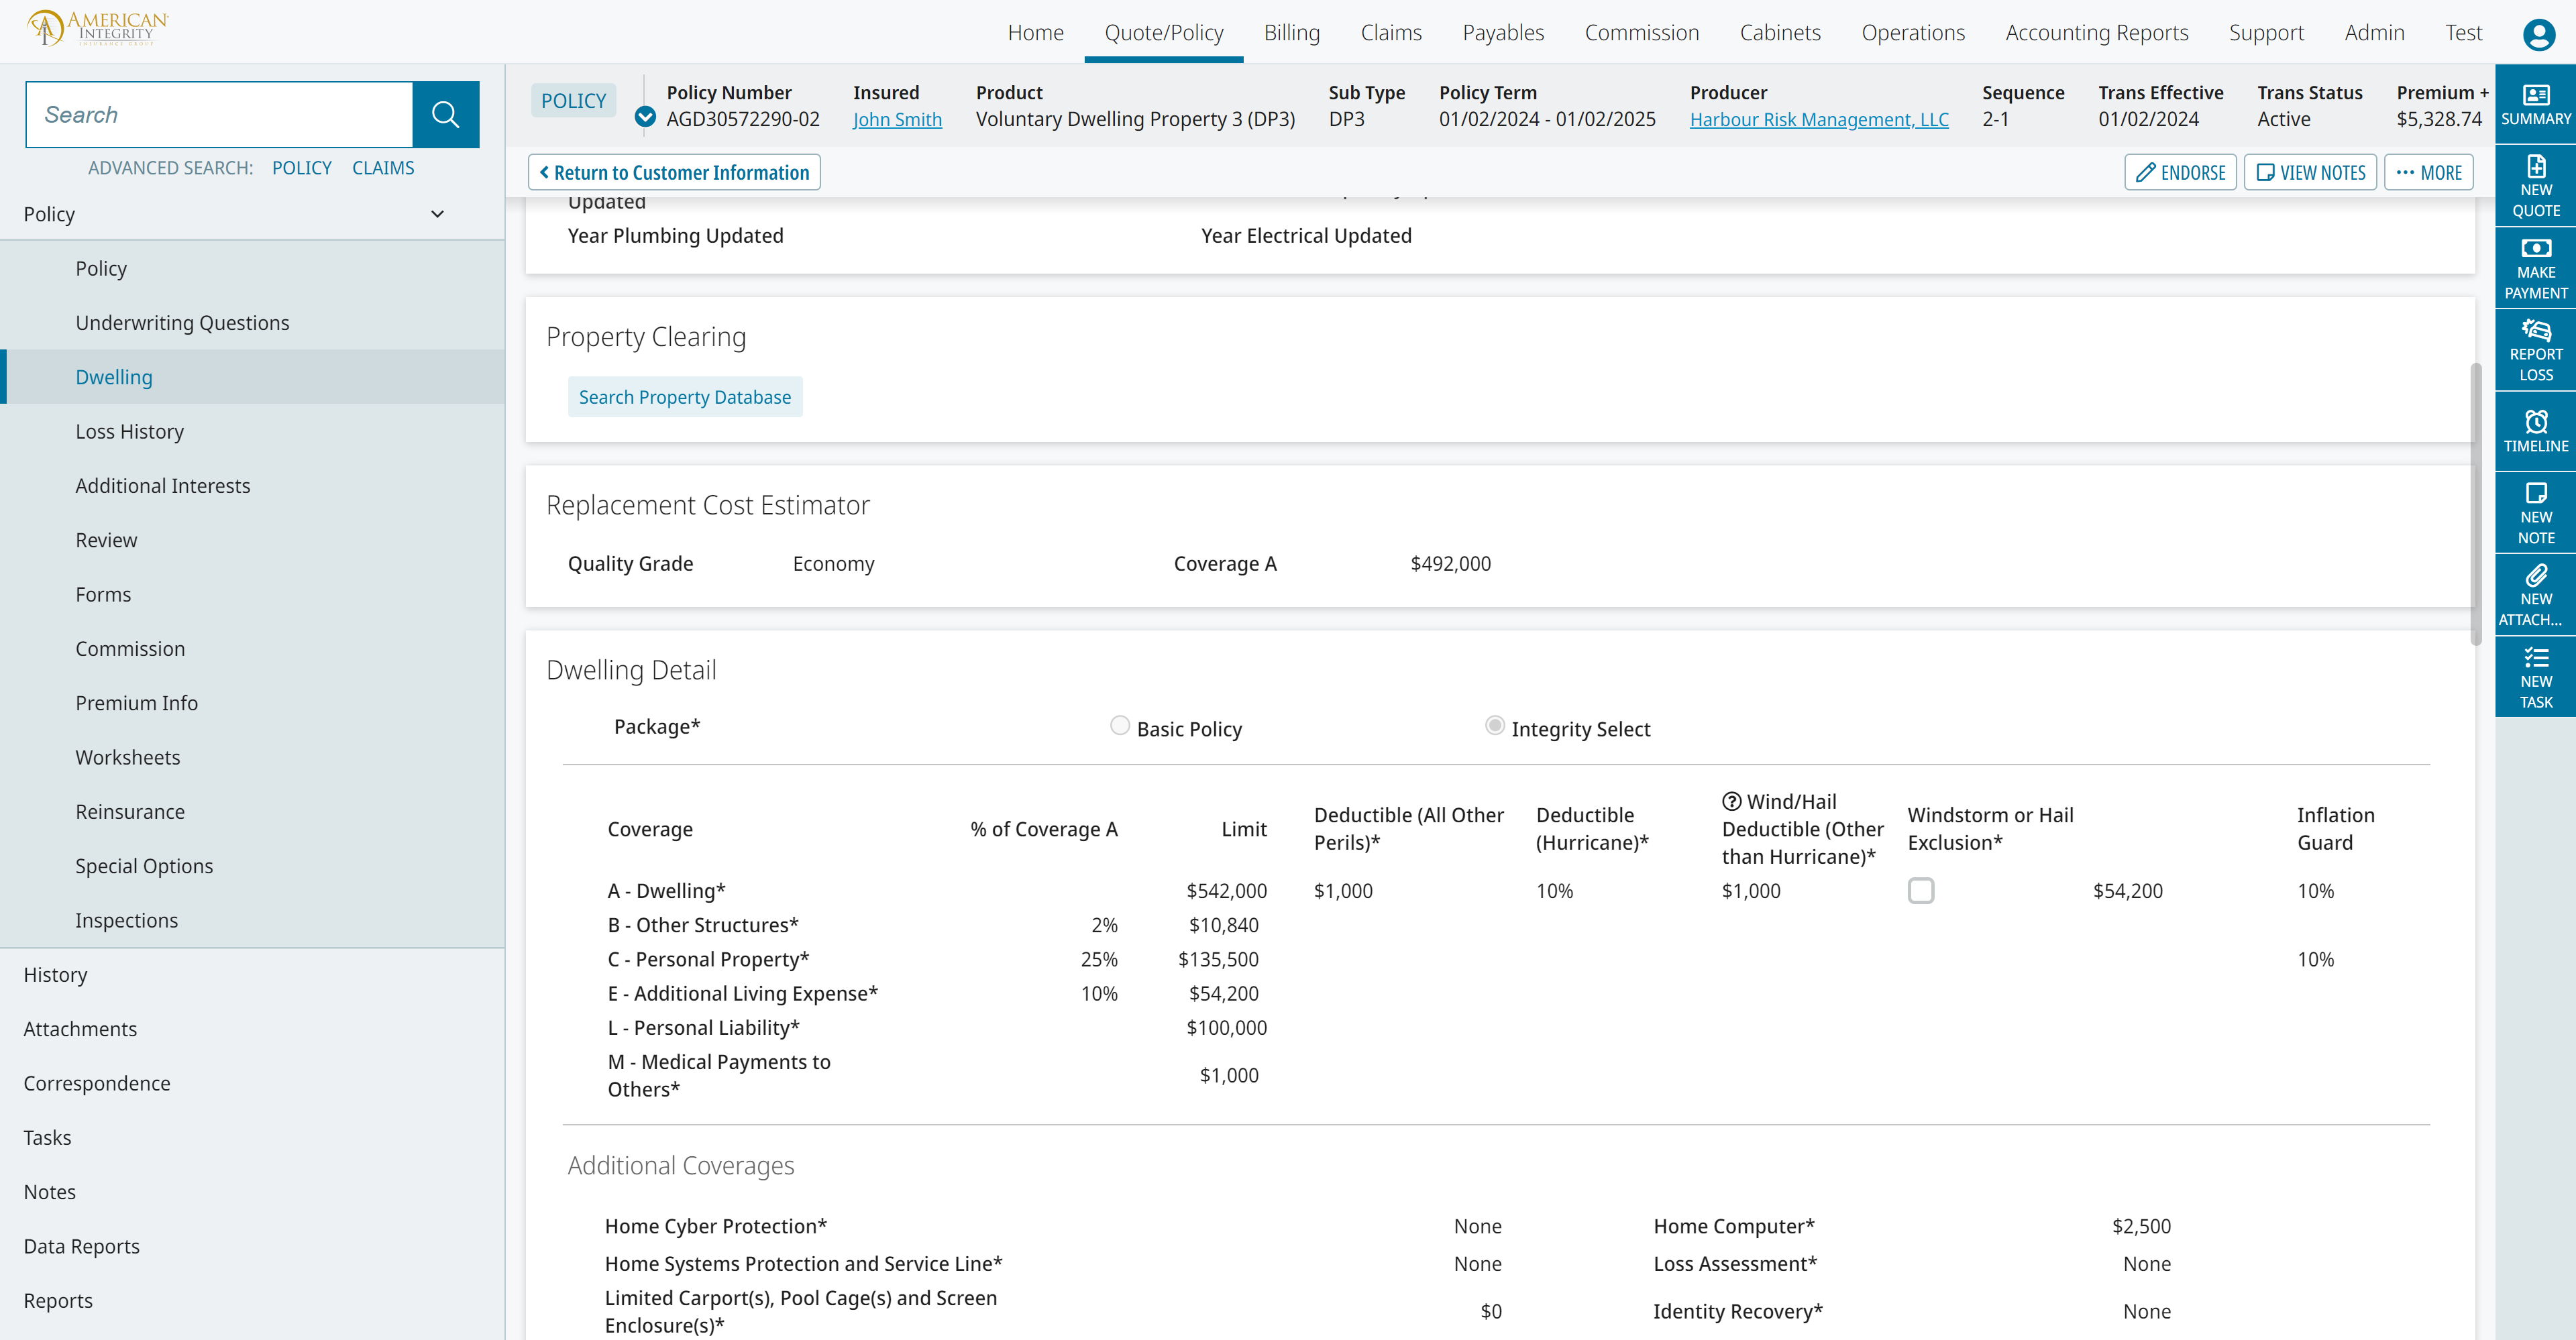 AMERICAN
INTEGRITY
INSURANCE GROUP
Home
Quote/Policy
Billing
Claims
Payables
Commission
Cabinets
Operations
Accounting Reports
Support
Admin
Test
Search
ADVANCED SEARCH: POLICY CLAIMS
POLICY
Policy Number
AGD30572290-02
Insured
John Smith
Product
Voluntary Dwelling Property 3 (DP3)
Sub Type
DP3
Policy Term
01/02/2024 - 01/02/2025
Producer
Harbour Risk Management, LLC
Sequence
2-1
Trans Effective
01/02/2024
Trans Status
Active
Premium +
$5,328.74
Return to Customer Information
ENDORSE
VIEW NOTES
MORE
SUMMARY
NEW
QUOTE
MAKE
PAYMENT
REPORT
LOSS
TIMELINE
NEW
NOTE
NEW
ATTACH...
NEW
TASK
Policy
Policy
Underwriting Questions
Dwelling
Loss History
Additional Interests
Review
Forms
Commission
Premium Info
Worksheets
Reinsurance
Special Options
Inspections
History
Attachments
Correspondence
Tasks
Notes
Data Reports
Reports
Updated
Year Plumbing Updated
Year Electrical Updated
Property Clearing
Search Property Database
Replacement Cost Estimator
Quality Grade Economy Coverage A $492,000
Dwelling Detail
Package* Basic Policy Integrity Select
Coverage
% of Coverage A
Limit
Deductible (All Other
Perils)*
Deductible
(Hurricane)*
Wind/Hail
Deductible (Other
than Hurricane)*
Windstorm or Hail
Exclusion*
Inflation
Guard
A - Dwelling* $542,000 $1,000 10% $1,000 $54,200 10%
B - Other Structures* 2% $10,840
C - Personal Property* 25% $135,500 10%
E - Additional Living Expense* 10% $54,200
L - Personal Liability* $100,000
M - Medical Payments to
Others*
$1,000
Additional Coverages
Home Cyber Protection* None Home Computer* $2,500
Home Systems Protection and Service Line* None Loss Assessment* None
Limited Carport(s), Pool Cage(s) and Screen
Enclosure(s)*
$0 Identity Recovery* None